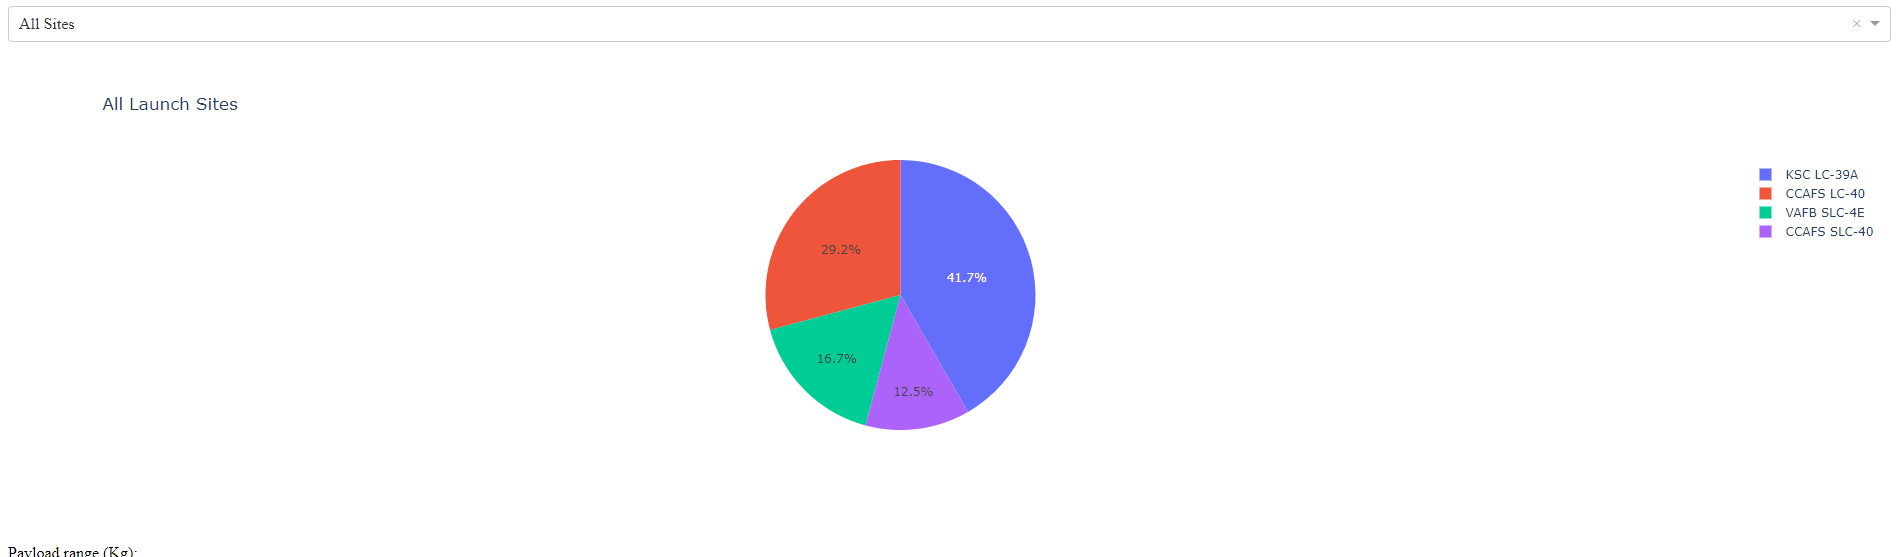 All Sites
All Launch Sites
KSC LC-39A
CCAFS LC-40
VAFB SLC-4E
CCAFS SLC-40
29.2%
41.7%
16.7%
12.5%
Payload range (Kg):